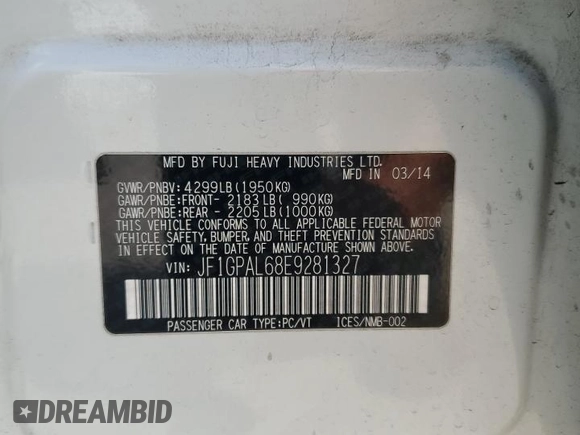 MFD BY FUJI HEAVY INDUSTRIES LTD.
MFD IN 03/14
GVWR/PNBV: 4299LB(1950KG)
GAWR/PNBE:FRONT- 2183LB( 990KG)
GAWR/PNBE:REAR - 2205LB(1000KG)
THIS VEHICLE CONFORMS TO ALL APPLICABLE FEDERAL MOTOR
VEHICLE SAFETY, BUMPER, AND THEFT PREVENTION STANDARDS
IN EFFECT ON THE DATE OF MANUFACTURE SHOWN ABOVE.
VIN: JF1GPAL68E9281327
PASSENGER CAR TYPE:PC/VT ICES/NMB-002
DREAMBID